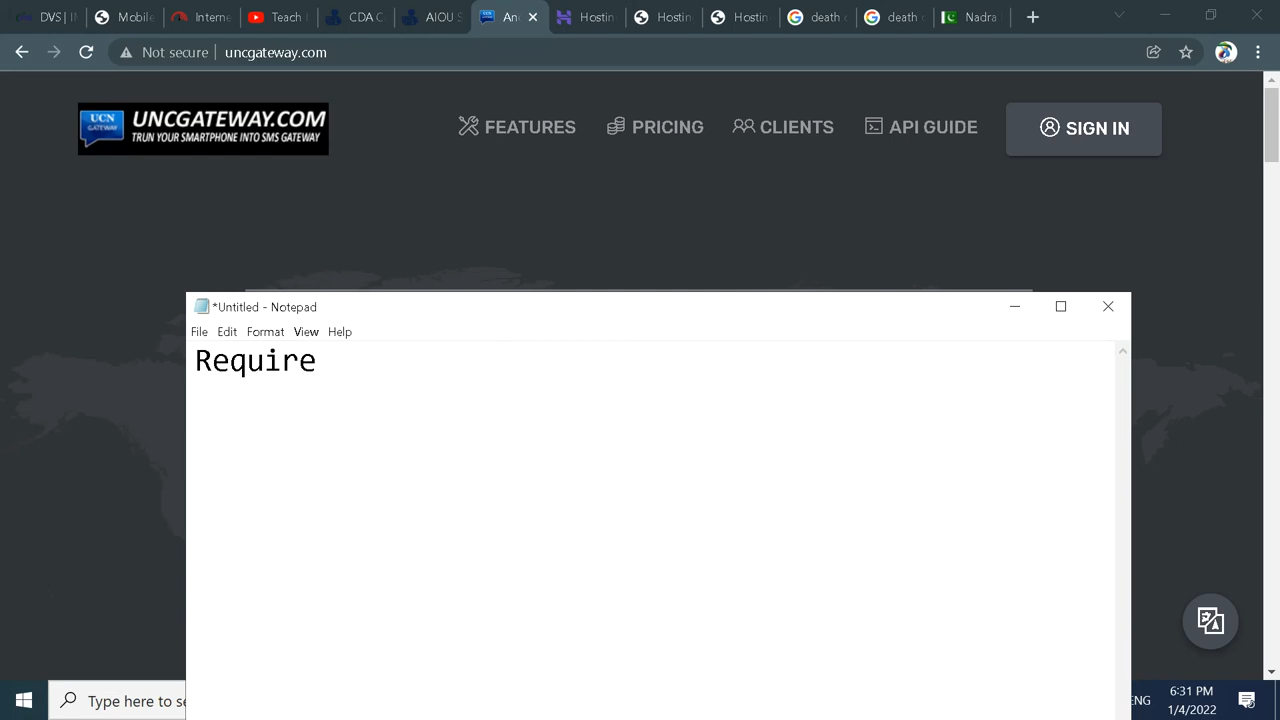 DVS | 
Mobile
Interne
Teach
CDA C
AIOU S
And
Hostin
Hostin
Hostin
death c
death c
Nadra
Not secure
uncgateway.com
UCN GATEWAY
UNCGATEWAY.COM
TRUN YOUR SMARTPHONE INTO SMS GATEWAY
FEATURES
PRICING
CLIENTS
API GUIDE
SIGN IN
*Untitled - Notepad
File Edit Format View Help
Require
Type here to se
ENG
6:31 PM
1/4/2022